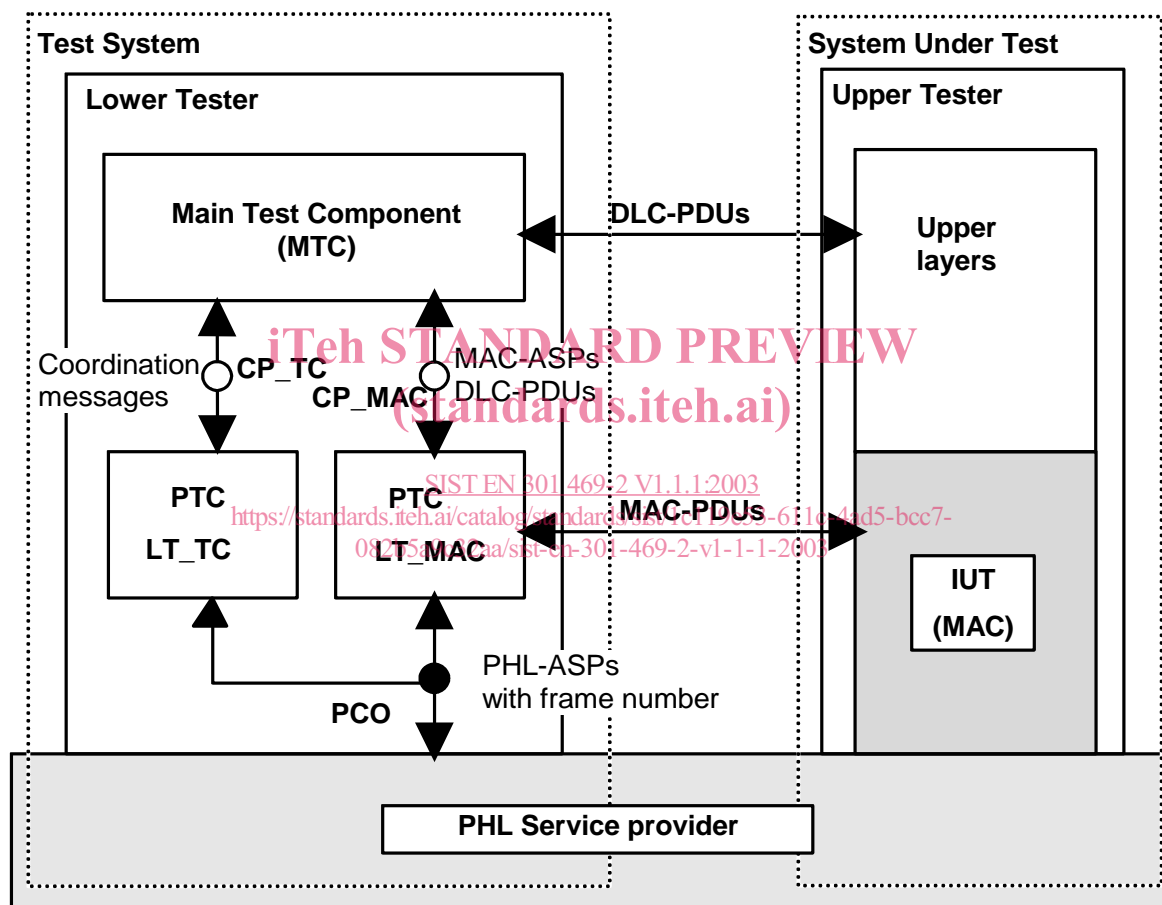 Test System
System Under Test
Lower Tester
Upper Tester
Main Test Component
(MTC)
DLC-PDUs
Upper
layers
iTeh STANDARD PREVIEW
(standards.iteh.ai)
Coordination
messages
CP_TC
MAC-ASPs
DLC-PDUs
CP_MAC
PTC
LT_TC
PTC
LT_MAC
SIST EN 301 469-2 V1.1.1:2003
MAC-PDUs
IUT
(MAC)
PHL-ASPs
with frame number
PCO
PHL Service provider